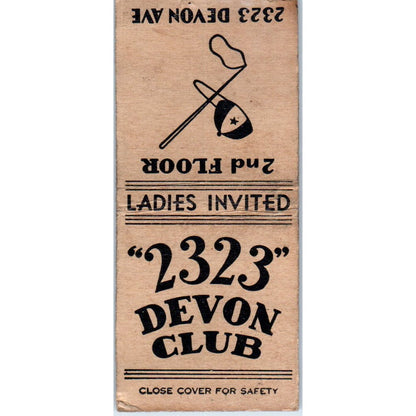 2323 DEVON AVE
2nd FLOOR
LADIES INVITED
"2323"
DEVON
CLUB
CLOSE COVER FOR SAFETY